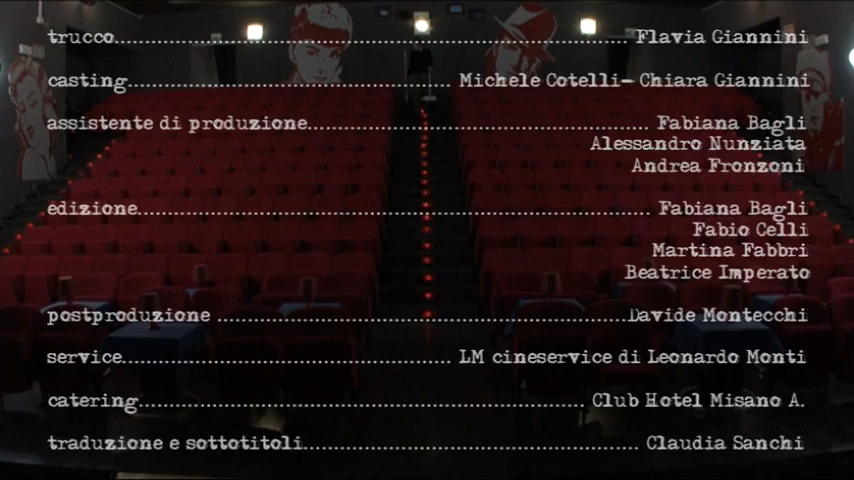 trucco............................................................. Flavia Giannini
casting...................................... Michele Cotelli- Chiara Giannini
assistente di produzione........................................ Fabiana Bagli
Alessandro Nunziata
Andrea Fronzoni
edizione............................................................. Fabiana Bagli
Fabio Celli
Martina Fabbri
Beatrice Imperato
postproduzione ..................................................Davide Montecchi
service....................................... LM cineservice di Leonardo Monti
catering..................................................... Club Hotel Misano A.
traduzione e sottotitoli....................................... Claudia Sanchi